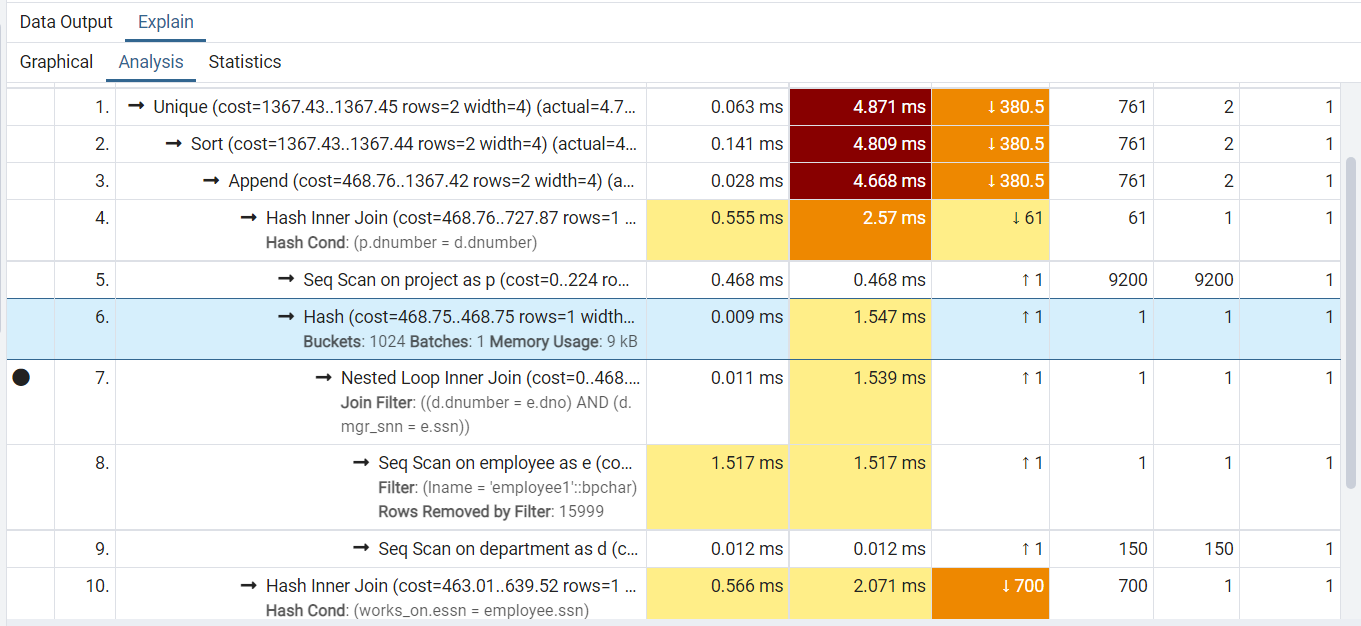 Data Output Explain
Graphical Analysis Statistics
1. → Unique (cost=1367.43..1367.45 rows=2 width=4) (actual=4.7... 0.063 ms 4.871 ms ↓ 380.5 761 2 1
2. → Sort (cost=1367.43..1367.44 rows=2 width=4) (actual=4... 0.141 ms 4.809 ms ↓ 380.5 761 2 1
3. → Append (cost=468.76..1367.42 rows=2 width=4) (a... 0.028 ms 4.668 ms ↓ 380.5 761 2 1
4. → Hash Inner Join (cost=468.76..727.87 rows=1 ... 0.555 ms 2.57 ms ↓ 61 61 1 1
Hash Cond: (p.dnumber = d.dnumber)
5. → Seq Scan on project as p (cost=0..224 ro... 0.468 ms 0.468 ms ↑ 1 9200 9200 1
6. → Hash (cost=468.75..468.75 rows=1 width... 0.009 ms 1.547 ms ↑ 1 1 1 1
Buckets: 1024 Batches: 1 Memory Usage: 9 kB
7. → Nested Loop Inner Join (cost=0..468.... 0.011 ms 1.539 ms ↑ 1 1 1 1
Join Filter: ((d.dnumber = e.dno) AND (d.
mgr_snn = e.ssn))
8. → Seq Scan on employee as e (co... 1.517 ms 1.517 ms ↑ 1 1 1 1
Filter: (lname = 'employee1'::bpchar)
Rows Removed by Filter: 15999
9. → Seq Scan on department as d (c... 0.012 ms 0.012 ms ↑ 1 150 150 1
10. → Hash Inner Join (cost=463.01..639.52 rows=1 ... 0.566 ms 2.071 ms ↓ 700 700 1 1
Hash Cond: (works_on.essn = employee.ssn)